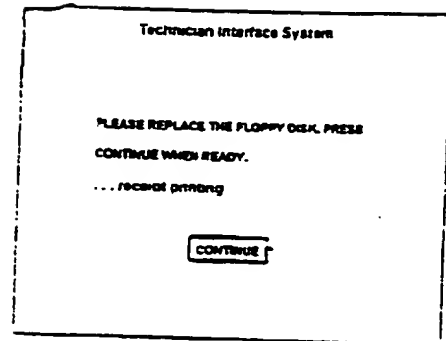 Technician Interface System
PLEASE REPLACE THE FLOPPY DISK. PRESS
CONTINUE WHEN READY.
... receipt printing
CONTINUE